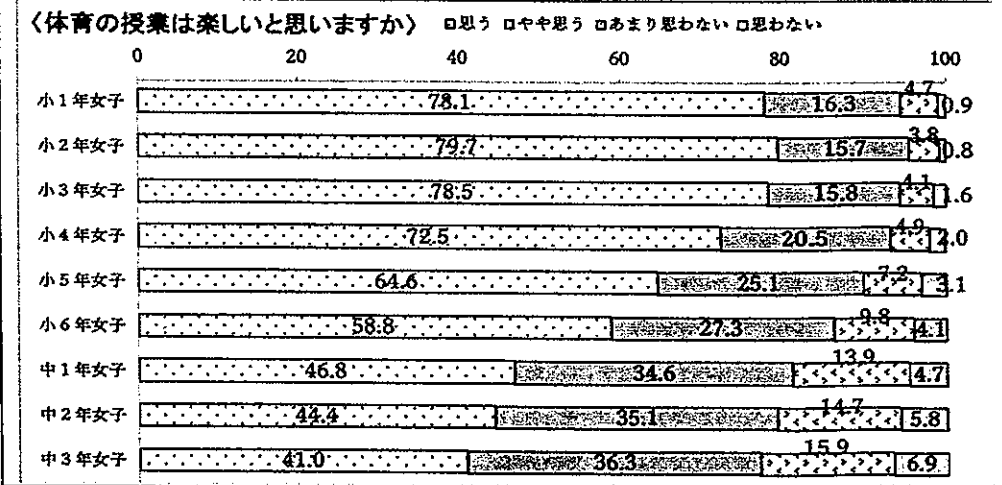 〈体育の授業は楽しいと思いますか〉 □思う □やや思う □あまり思わない □思わない
0 20 40 60 80 100
小1年女子 78.1 16.3 4.7 0.9
小2年女子 79.7 15.7 3.8 0.8
小3年女子 78.5 15.8 4.1 1.6
小4年女子 72.5 20.5 4.9 2.0
小5年女子 64.6 25.1 7.2 3.1
小6年女子 58.8 27.3 9.8 4.1
中1年女子 46.8 34.6 13.9 4.7
中2年女子 44.4 35.1 14.7 5.8
中3年女子 41.0 36.3 15.9 6.9